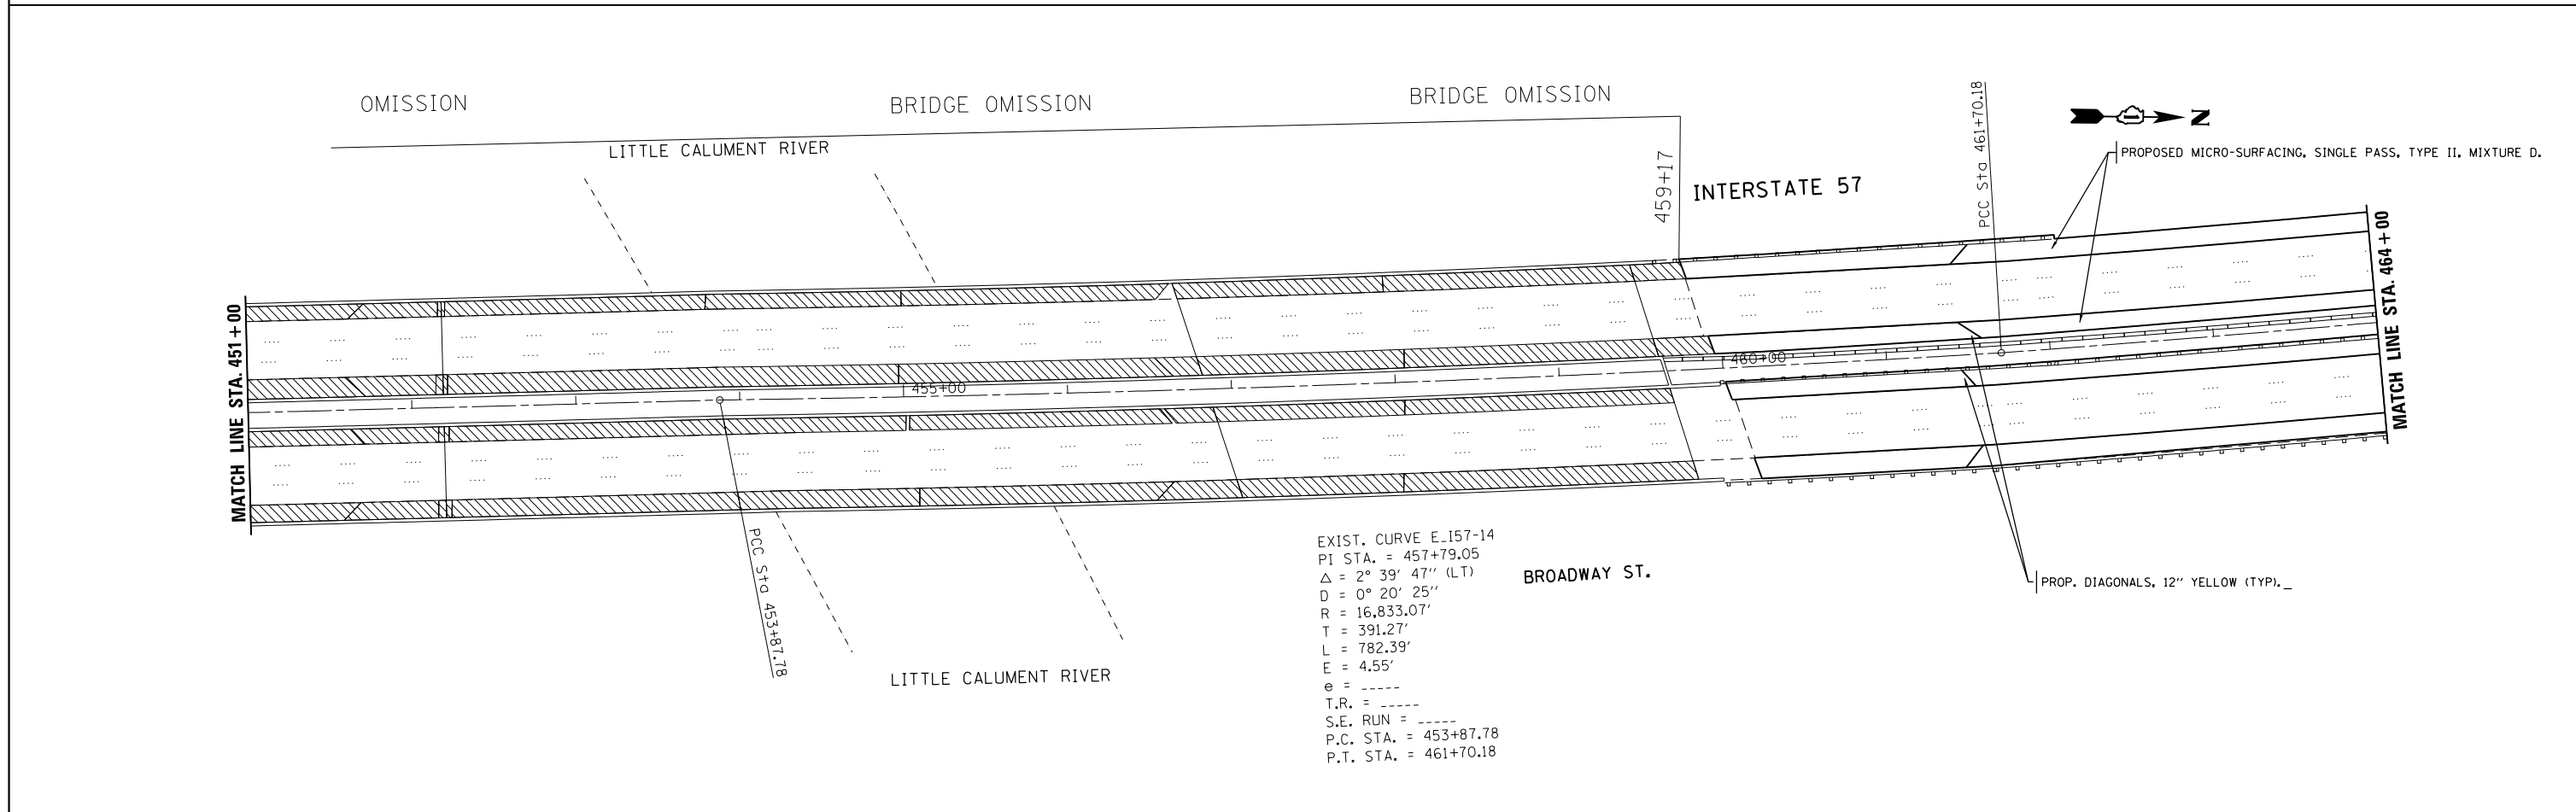 OMISSION
BRIDGE OMISSION
BRIDGE OMISSION
LITTLE CALUMENT RIVER
459+17
INTERSTATE 57
PCC Sta 461+70.18
N
PROPOSED MICRO-SURFACING, SINGLE PASS, TYPE II, MIXTURE D.
MATCH LINE STA. 451+00
MATCH LINE STA. 464+00
455+00
460+00
PCC Sta 453+87.78
LITTLE CALUMENT RIVER
EXIST. CURVE E_I57-14
PI STA. = 457+79.05
Δ = 2° 39' 47" (LT)
D = 0° 20' 25"
R = 16,833.07'
T = 391.27'
L = 782.39'
E = 4.55'
e = _____
T.R. = _____
S.E. RUN = _____
P.C. STA. = 453+87.78
P.T. STA. = 461+70.18
BROADWAY ST.
PROP. DIAGONALS, 12" YELLOW (TYP)._